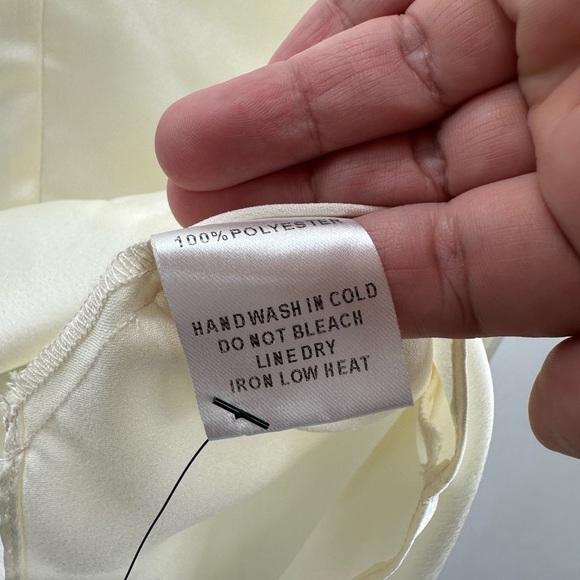 100% POLYESTER
HAND WASH IN COLD
DO NOT BLEACH
LINE DRY
IRON LOW HEAT